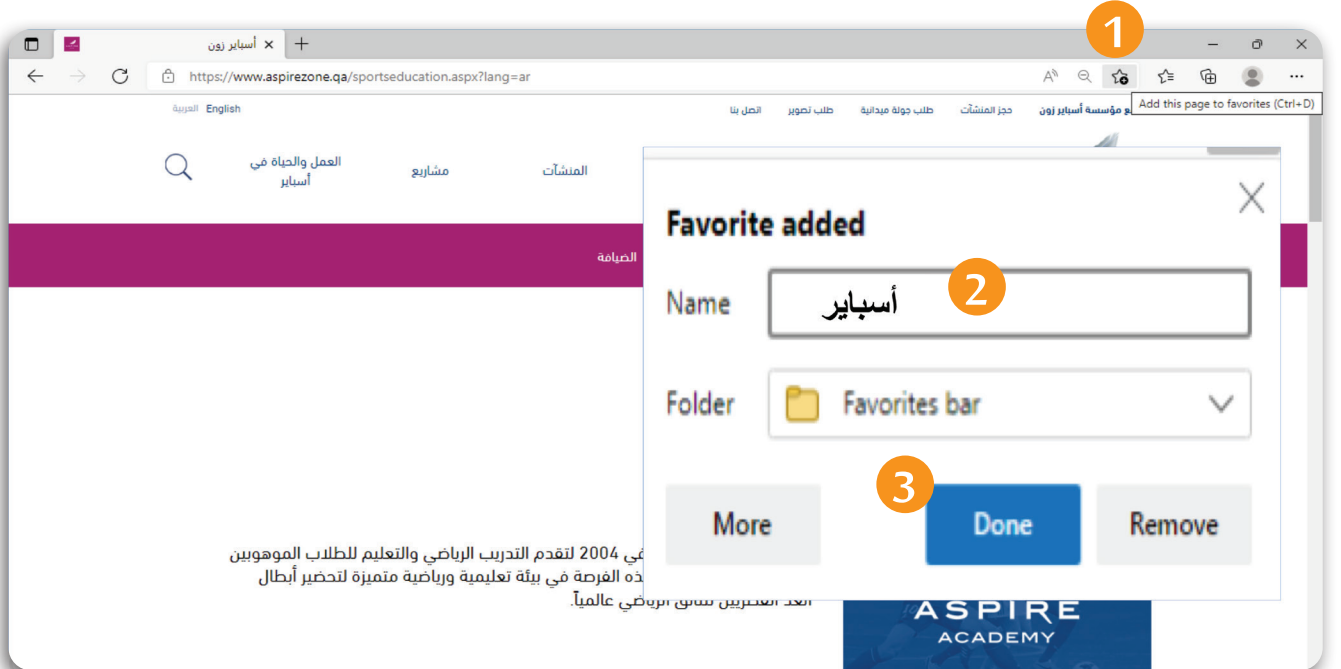 1
أسباير زون
https://www.aspirezone.qa/sportseducation.aspx?lang=ar
Add this page to favorites (Ctrl+D)
مؤسسة أسباير زون
حجز المنشآت
طلب جولة ميدانية
طلب تصوير
اتصل بنا
English
العربية
المنشآت
مشاريع
العمل والحياة في
أسباير
الضيافة
Favorite added
Name
أسباير
2
Folder
Favorites bar
3
More
Done
Remove
في 2004 لتقدم التدريب الرياضي والتعليم للطلاب الموهوبين
الفرصة في بيئة تعليمية ورياضية متميزة لتحضير أبطال
عالمياً.
ASPIRE
ACADEMY